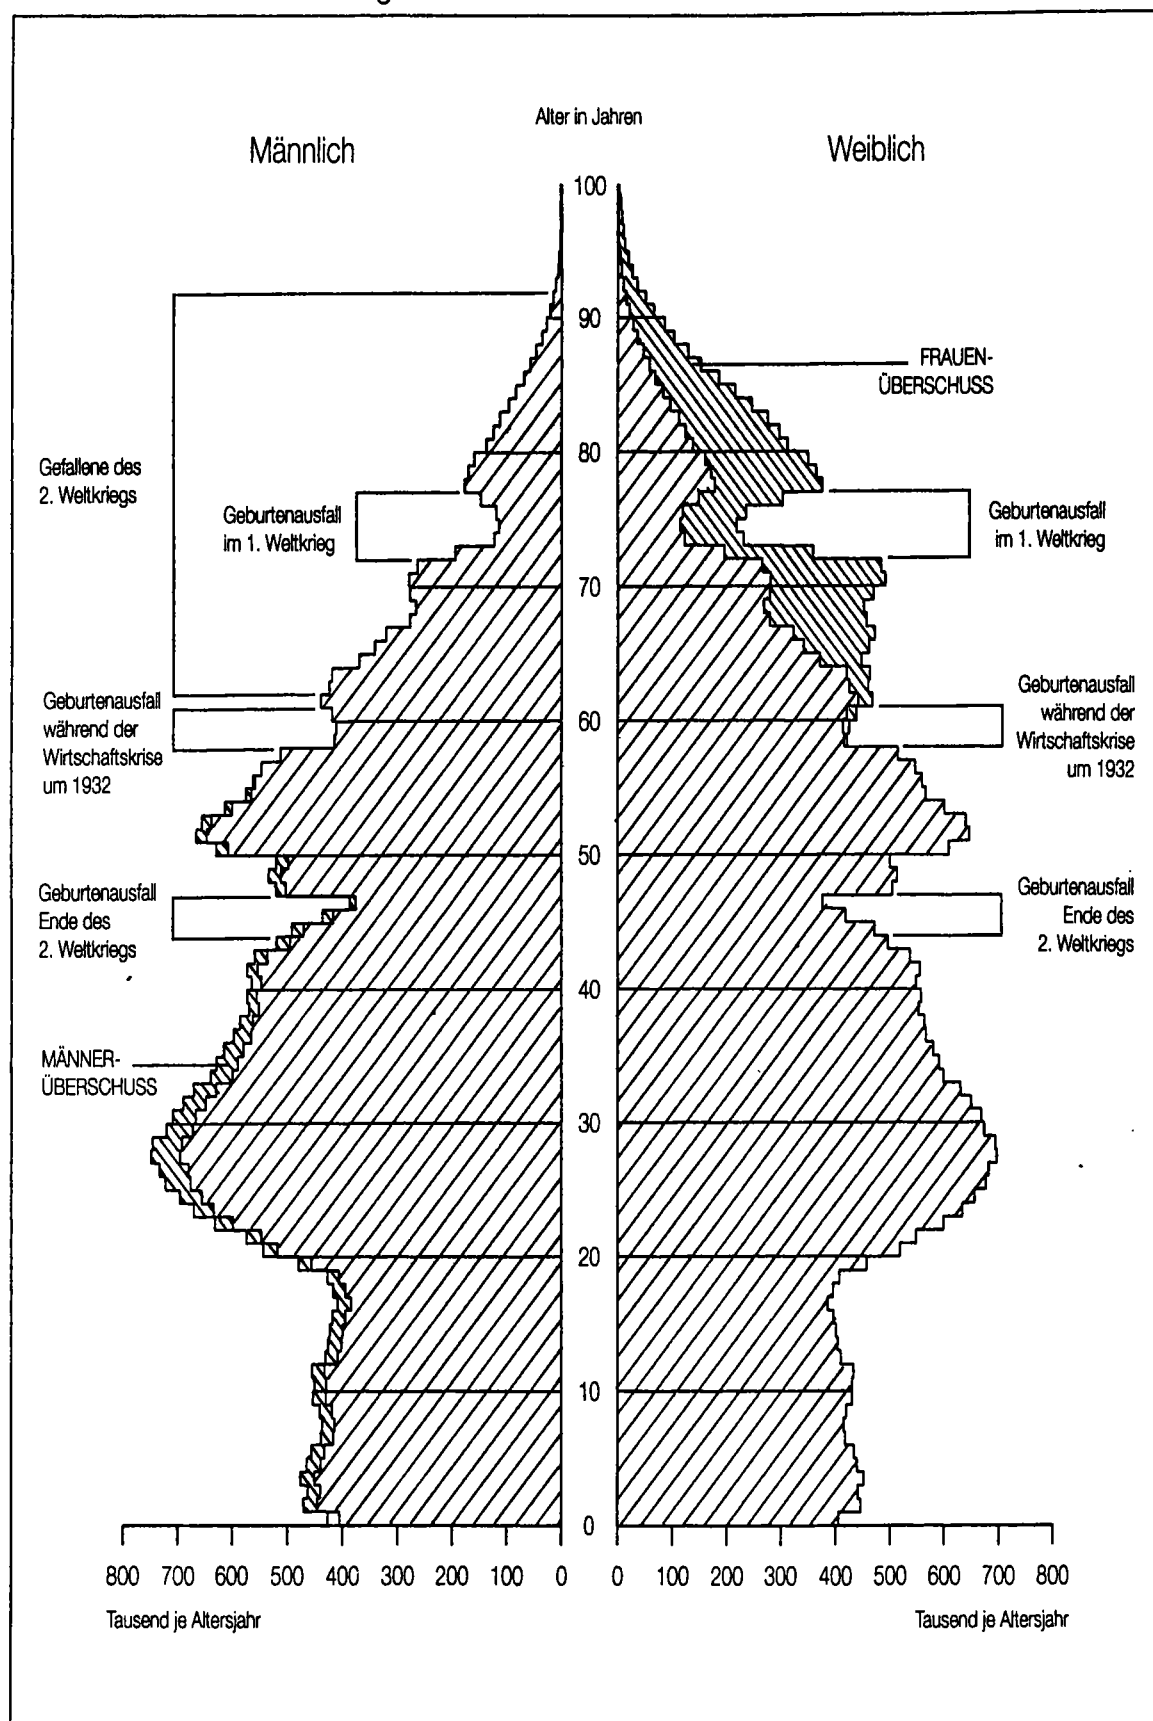 Alter in Jahren
Männlich
Weiblich
100
90
80
70
60
50
40
30
20
10
0
FRAUEN-
ÜBERSCHUSS
Gefallene des
2. Weltkriegs
Geburtenausfall
im 1. Weltkrieg
Geburtenausfall
im 1. Weltkrieg
Geburtenausfall
während der
Wirtschaftskrise
um 1932
Geburtenausfall
während der
Wirtschaftskrise
um 1932
Geburtenausfall
Ende des
2. Weltkriegs
Geburtenausfall
Ende des
2. Weltkriegs
MÄNNER-
ÜBERSCHUSS
800 700 600 500 400 300 200 100 0
0 100 200 300 400 500 600 700 800
Tausend je Altersjahr
Tausend je Altersjahr